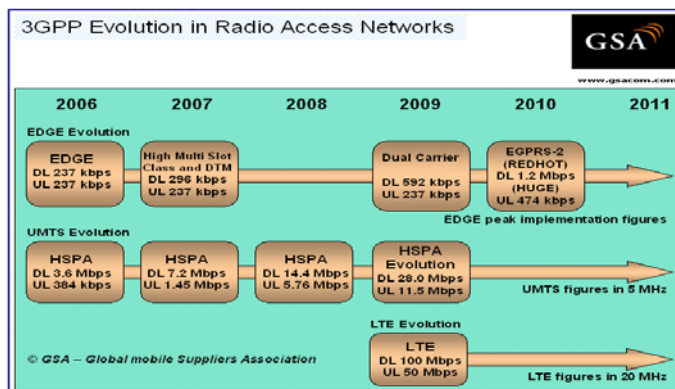 3GPP Evolution in Radio Access Networks
GSA
www.gsacom.com
2006 2007 2008 2009 2010 2011
EDGE Evolution
EDGE
DL 237 kbps
UL 237 kbps
High Multi Slot
Class and DTM
DL 296 kbps
UL 237 kbps
Dual Carrier
DL 592 kbps
UL 237 kbps
EGPRS-2
(REDHOT)
DL 1.2 Mbps
(HUGE)
UL 474 kbps
EDGE peak implementation figures
UMTS Evolution
HSPA
DL 3.6 Mbps
UL 384 kbps
HSPA
DL 7.2 Mbps
UL 1.45 Mbps
HSPA
DL 14.4 Mbps
UL 5.76 Mbps
HSPA
Evolution
DL 28.0 Mbps
UL 11.5 Mbps
UMTS figures in 5 MHz
LTE Evolution
LTE
DL 100 Mbps
UL 50 Mbps
LTE figures in 20 MHz
© GSA – Global mobile Suppliers Association